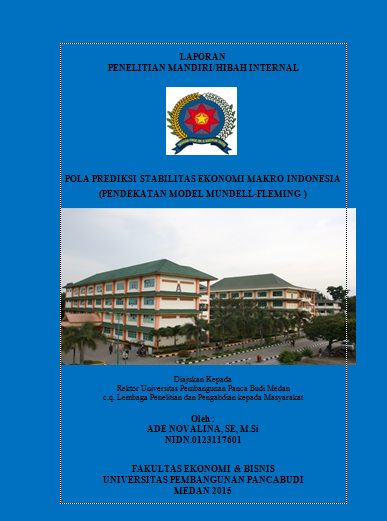 LAPORAN
PENELITIAN MANDIRI/HIBAH INTERNAL
POLA PREDIKSI STABILITAS EKONOMI MAKRO INDONESIA
(PENDEKATAN MODEL MUNDELL-FLEMING )
Diajukan Kepada
Rektor Universitas Pembangunan Panca Budi Medan
c.q. Lembaga Penelitian dan Pengabdian kepada Masyarakat
Oleh :
ADE NOVALINA, SE, M.Si
NIDN.0123117601
FAKULTAS EKONOMI & BISNIS
UNIVERSITAS PEMBANGUNAN PANCABUDI
MEDAN 2015